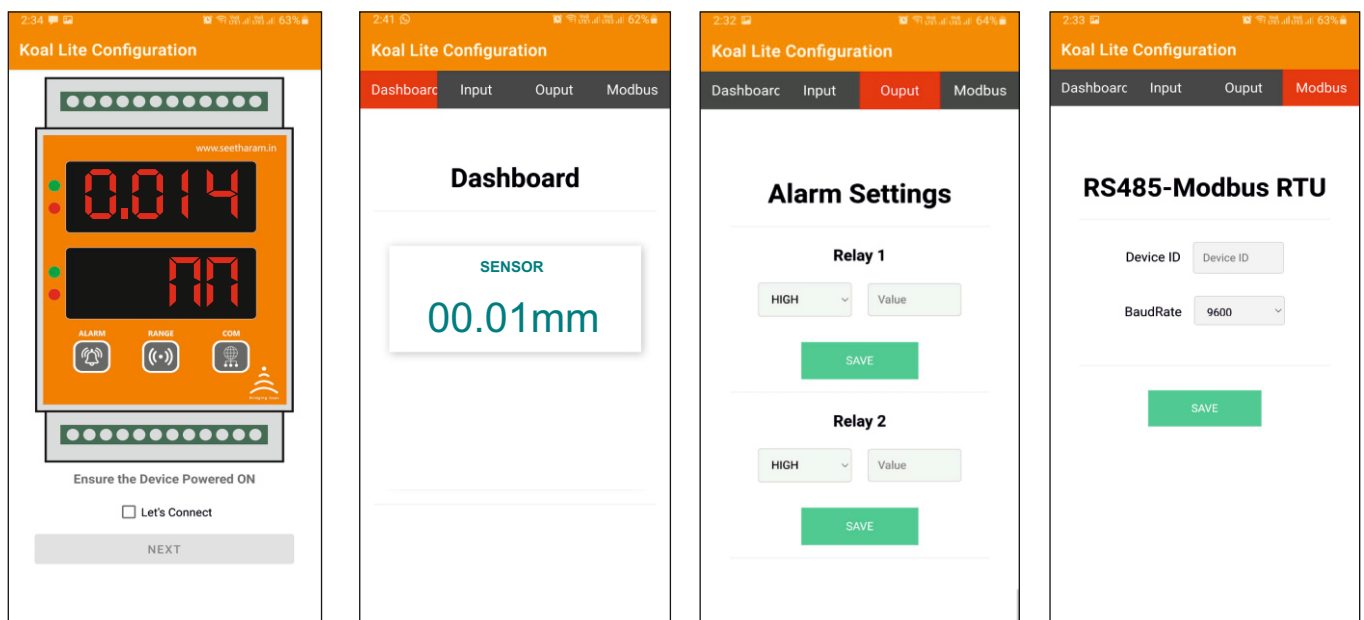 2:34 63%
Koal Lite Configuration
www.seetharam.in
0.014
ПП
ALARM RANGE COM
Ensure the Device Powered ON
Let's Connect
NEXT
2:41 62%
Koal Lite Configuration
Dashboarc Input Ouput Modbus
Dashboard
SENSOR
00.01mm
2:32 64%
Koal Lite Configuration
Dashboarc Input Ouput Modbus
Alarm Settings
Relay 1
HIGH Value
SAVE
Relay 2
HIGH Value
SAVE
2:33 63%
Koal Lite Configuration
Dashboarc Input Ouput Modbus
RS485-Modbus RTU
Device ID Device ID
BaudRate 9600
SAVE